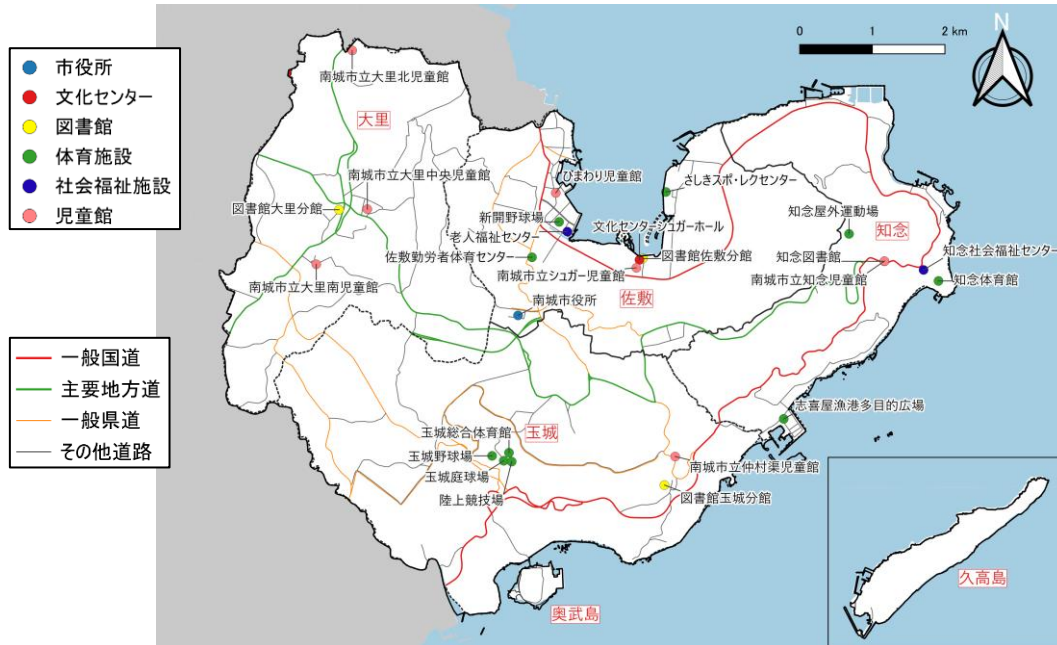 市役所
文化センター
図書館
体育施設
社会福祉施設
児童館
一般国道
主要地方道
一般県道
その他道路
0 1 2 km
N
南城市立大里北児童館
大里
南城市立大里中央児童館
図書館大里分館
南城市立大里南児童館
ひまわり児童館
さしきスポ・レクセンター
新開野球場
老人福祉センター
文化センターシュガーホール
佐敷勤労者体育センター
図書館佐敷分館
南城市立シュガー児童館
佐敷
南城市役所
知念屋外運動場
知念
知念図書館
知念社会福祉センター
南城市立知念児童館
知念体育館
志喜屋漁港多目的広場
玉城総合体育館
玉城
玉城野球場
玉城庭球場
陸上競技場
南城市立仲村渠児童館
図書館玉城分館
奥武島
久高島